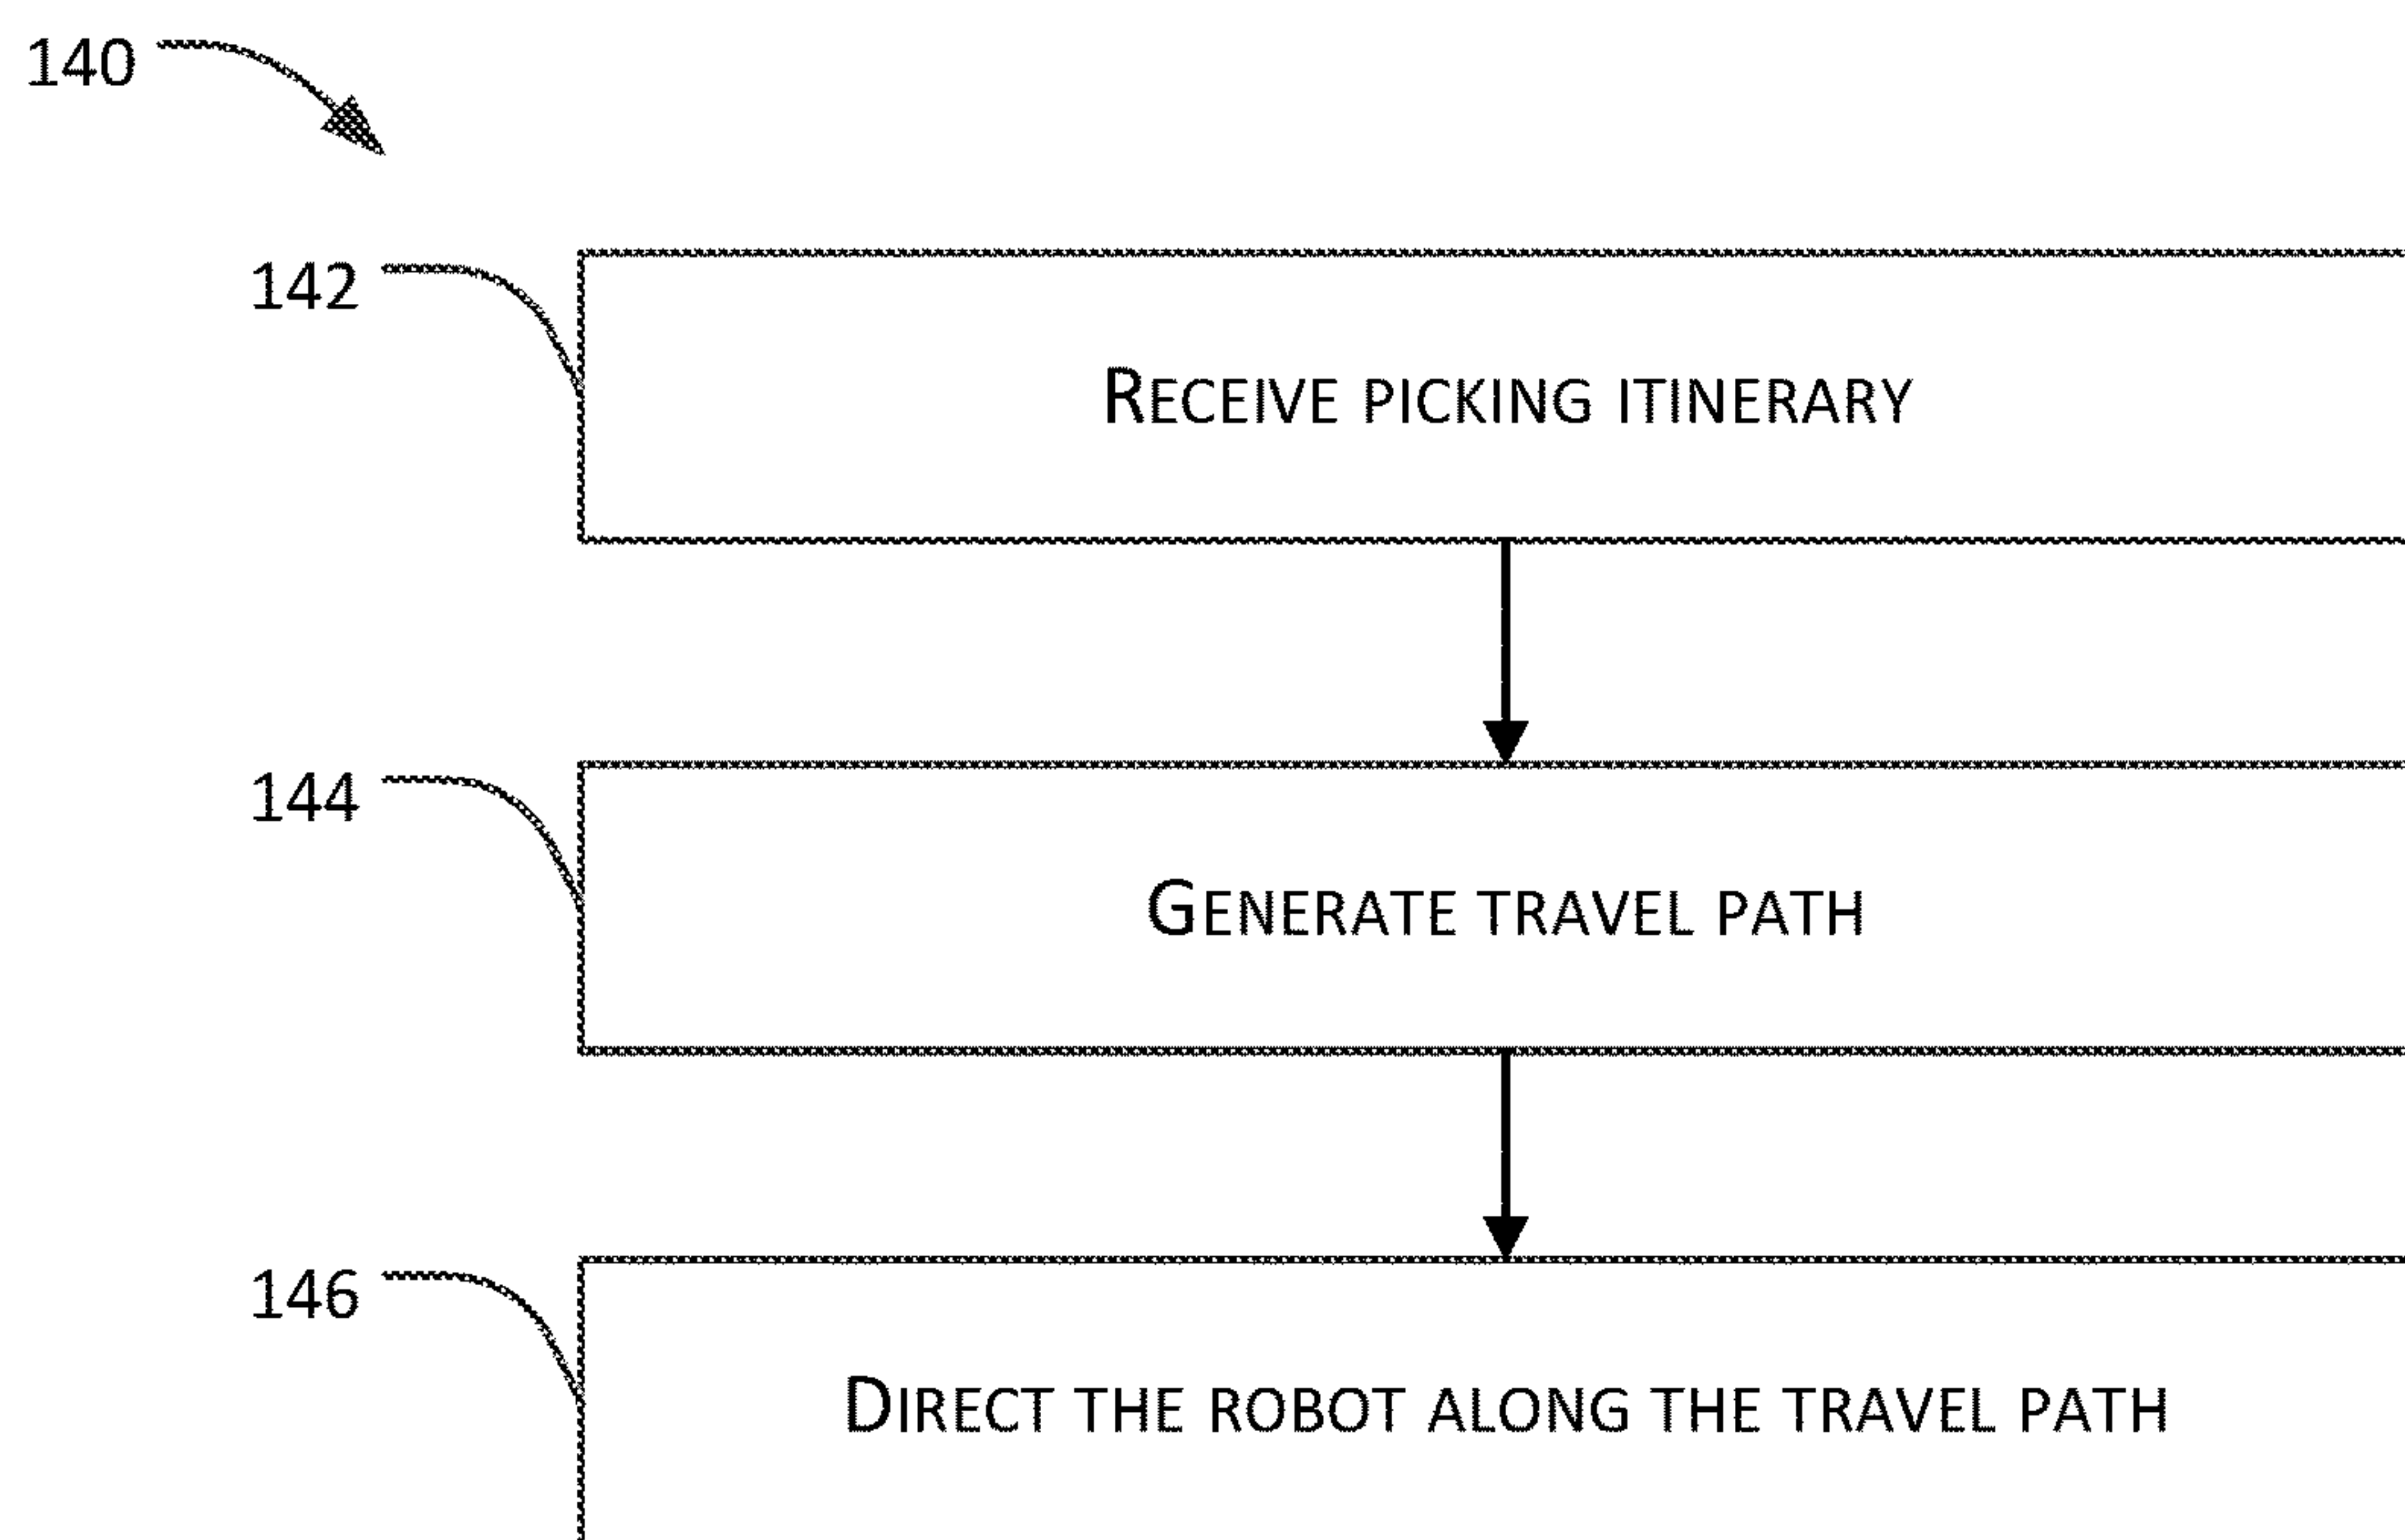 140
142
RECEIVE PICKING ITINERARY
144
GENERATE TRAVEL PATH
146
DIRECT THE ROBOT ALONG THE TRAVEL PATH